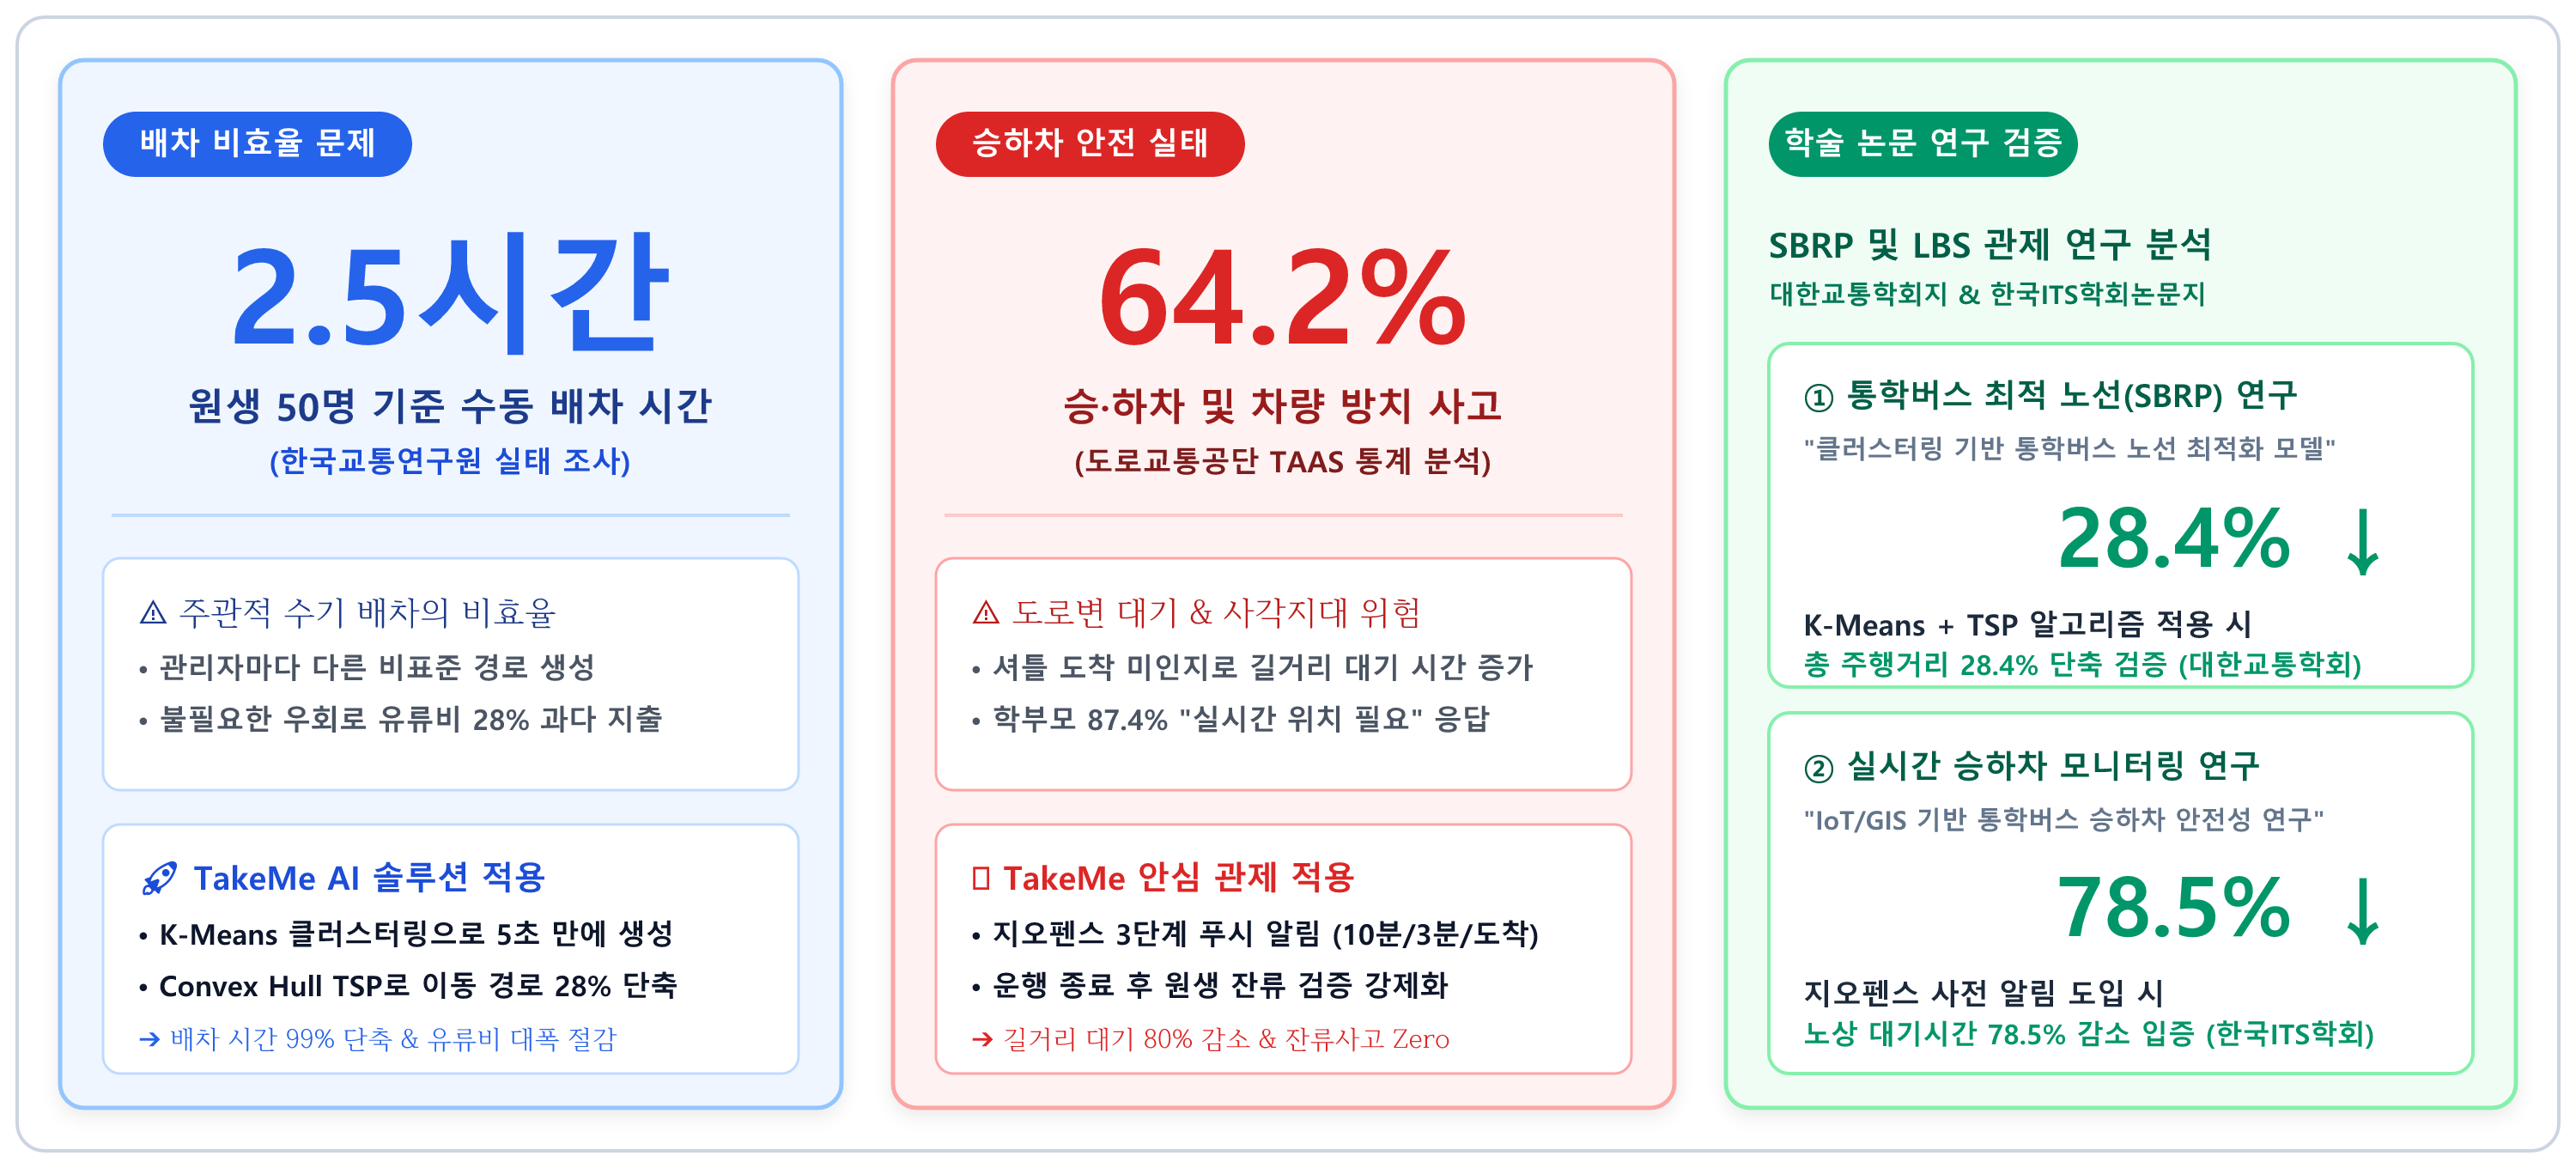 배차 비효율 문제
2.5시간
원생 50명 기준 수동 배차 시간
(한국교통연구원 실태 조사)
⚠ 주관적 수기 배차의 비효율
• 관리자마다 다른 비표준 경로 생성
• 불필요한 우회로 유류비 28% 과다 지출
🚀 TakeMe AI 솔루션 적용
• K-Means 클러스터링으로 5초 만에 생성
• Convex Hull TSP로 이동 경로 28% 단축
➔ 배차 시간 99% 단축 & 유류비 대폭 절감
승하차 안전 실태
64.2%
승·하차 및 차량 방치 사고
(도로교통공단 TAAS 통계 분석)
⚠ 도로변 대기 & 사각지대 위험
• 셔틀 도착 미인지로 길거리 대기 시간 증가
• 학부모 87.4% "실시간 위치 필요" 응답
TakeMe 안심 관제 적용
• 지오펜스 3단계 푸시 알림 (10분/3분/도착)
• 운행 종료 후 원생 잔류 검증 강제화
➔ 길거리 대기 80% 감소 & 잔류사고 Zero
학술 논문 연구 검증
SBRP 및 LBS 관제 연구 분석
대한교통학회지 & 한국ITS학회논문지
① 통학버스 최적 노선(SBRP) 연구
"클러스터링 기반 통학버스 노선 최적화 모델"
28.4% ↓
K-Means + TSP 알고리즘 적용 시
총 주행거리 28.4% 단축 검증 (대한교통학회)
② 실시간 승하차 모니터링 연구
"IoT/GIS 기반 통학버스 승하차 안전성 연구"
78.5% ↓
지오펜스 사전 알림 도입 시
노상 대기시간 78.5% 감소 입증 (한국ITS학회)